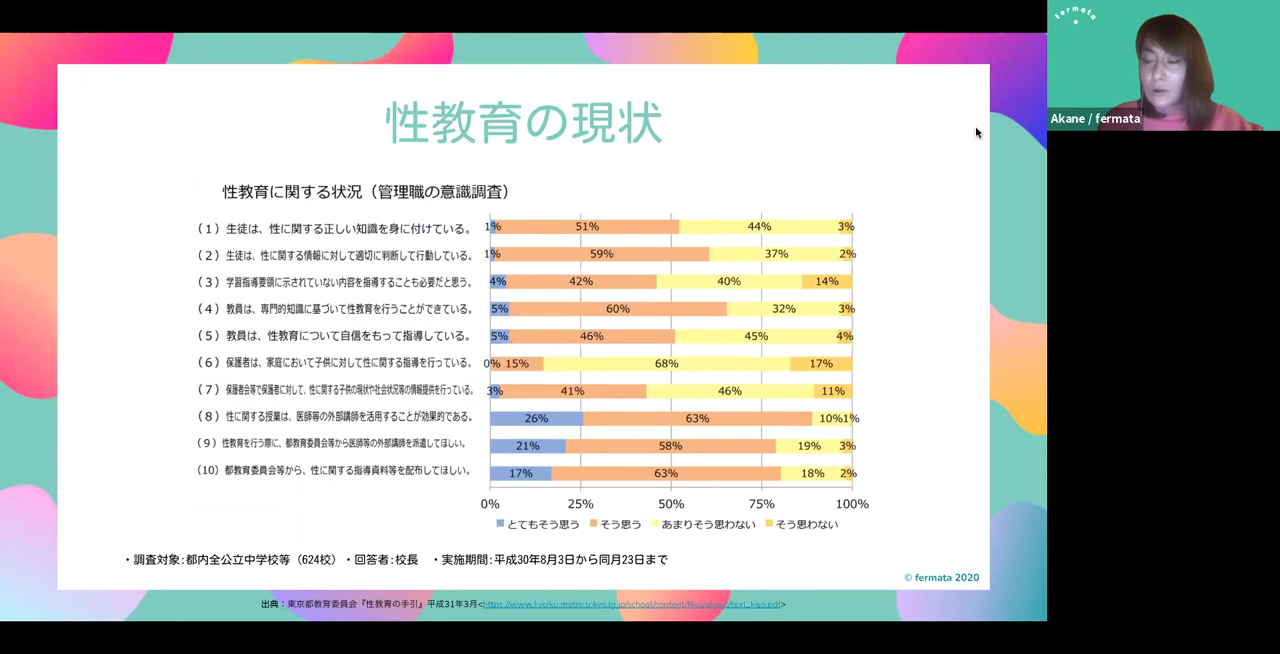 fermata
Akane / fermata
性教育の現状
性教育に関する状況（管理職の意識調査）
（1）生徒は、性に関する正しい知識を身に付けている。 1% 51% 44% 3%
（2）生徒は、性に関する情報に対して適切に判断して行動している。 1% 59% 37% 2%
（3）学習指導要領に示されていない内容を指導することも必要だと思う。 4% 42% 40% 14%
（4）教員は、専門的知識に基づいて性教育を行うことができている。 5% 60% 32% 3%
（5）教員は、性教育について自信をもって指導している。 5% 46% 45% 4%
（6）保護者は、家庭において子供に対して性に関する指導を行っている。 0% 15% 68% 17%
（7）保護者会等で保護者に対して、性に関する子供の現状や社会状況等の情報提供を行っている。 3% 41% 46% 11%
（8）性に関する授業は、医師等の外部講師を活用することが効果的である。 26% 63% 10% 1%
（9）性教育を行う際に、都教育委員会等から医師等の外部講師を派遣してほしい。 21% 58% 19% 3%
（10）都教育委員会等から、性に関する指導資料等を配布してほしい。 17% 63% 18% 2%
0% 25% 50% 75% 100%
とてもそう思う そう思う あまりそう思わない そう思わない
・調査対象:都内全公立中学校等（624校）・回答者:校長 ・実施期間:平成30年8月3日から同月23日まで
© fermata 2020
出典：東京都教育委員会『性教育の手引』平成31年3月